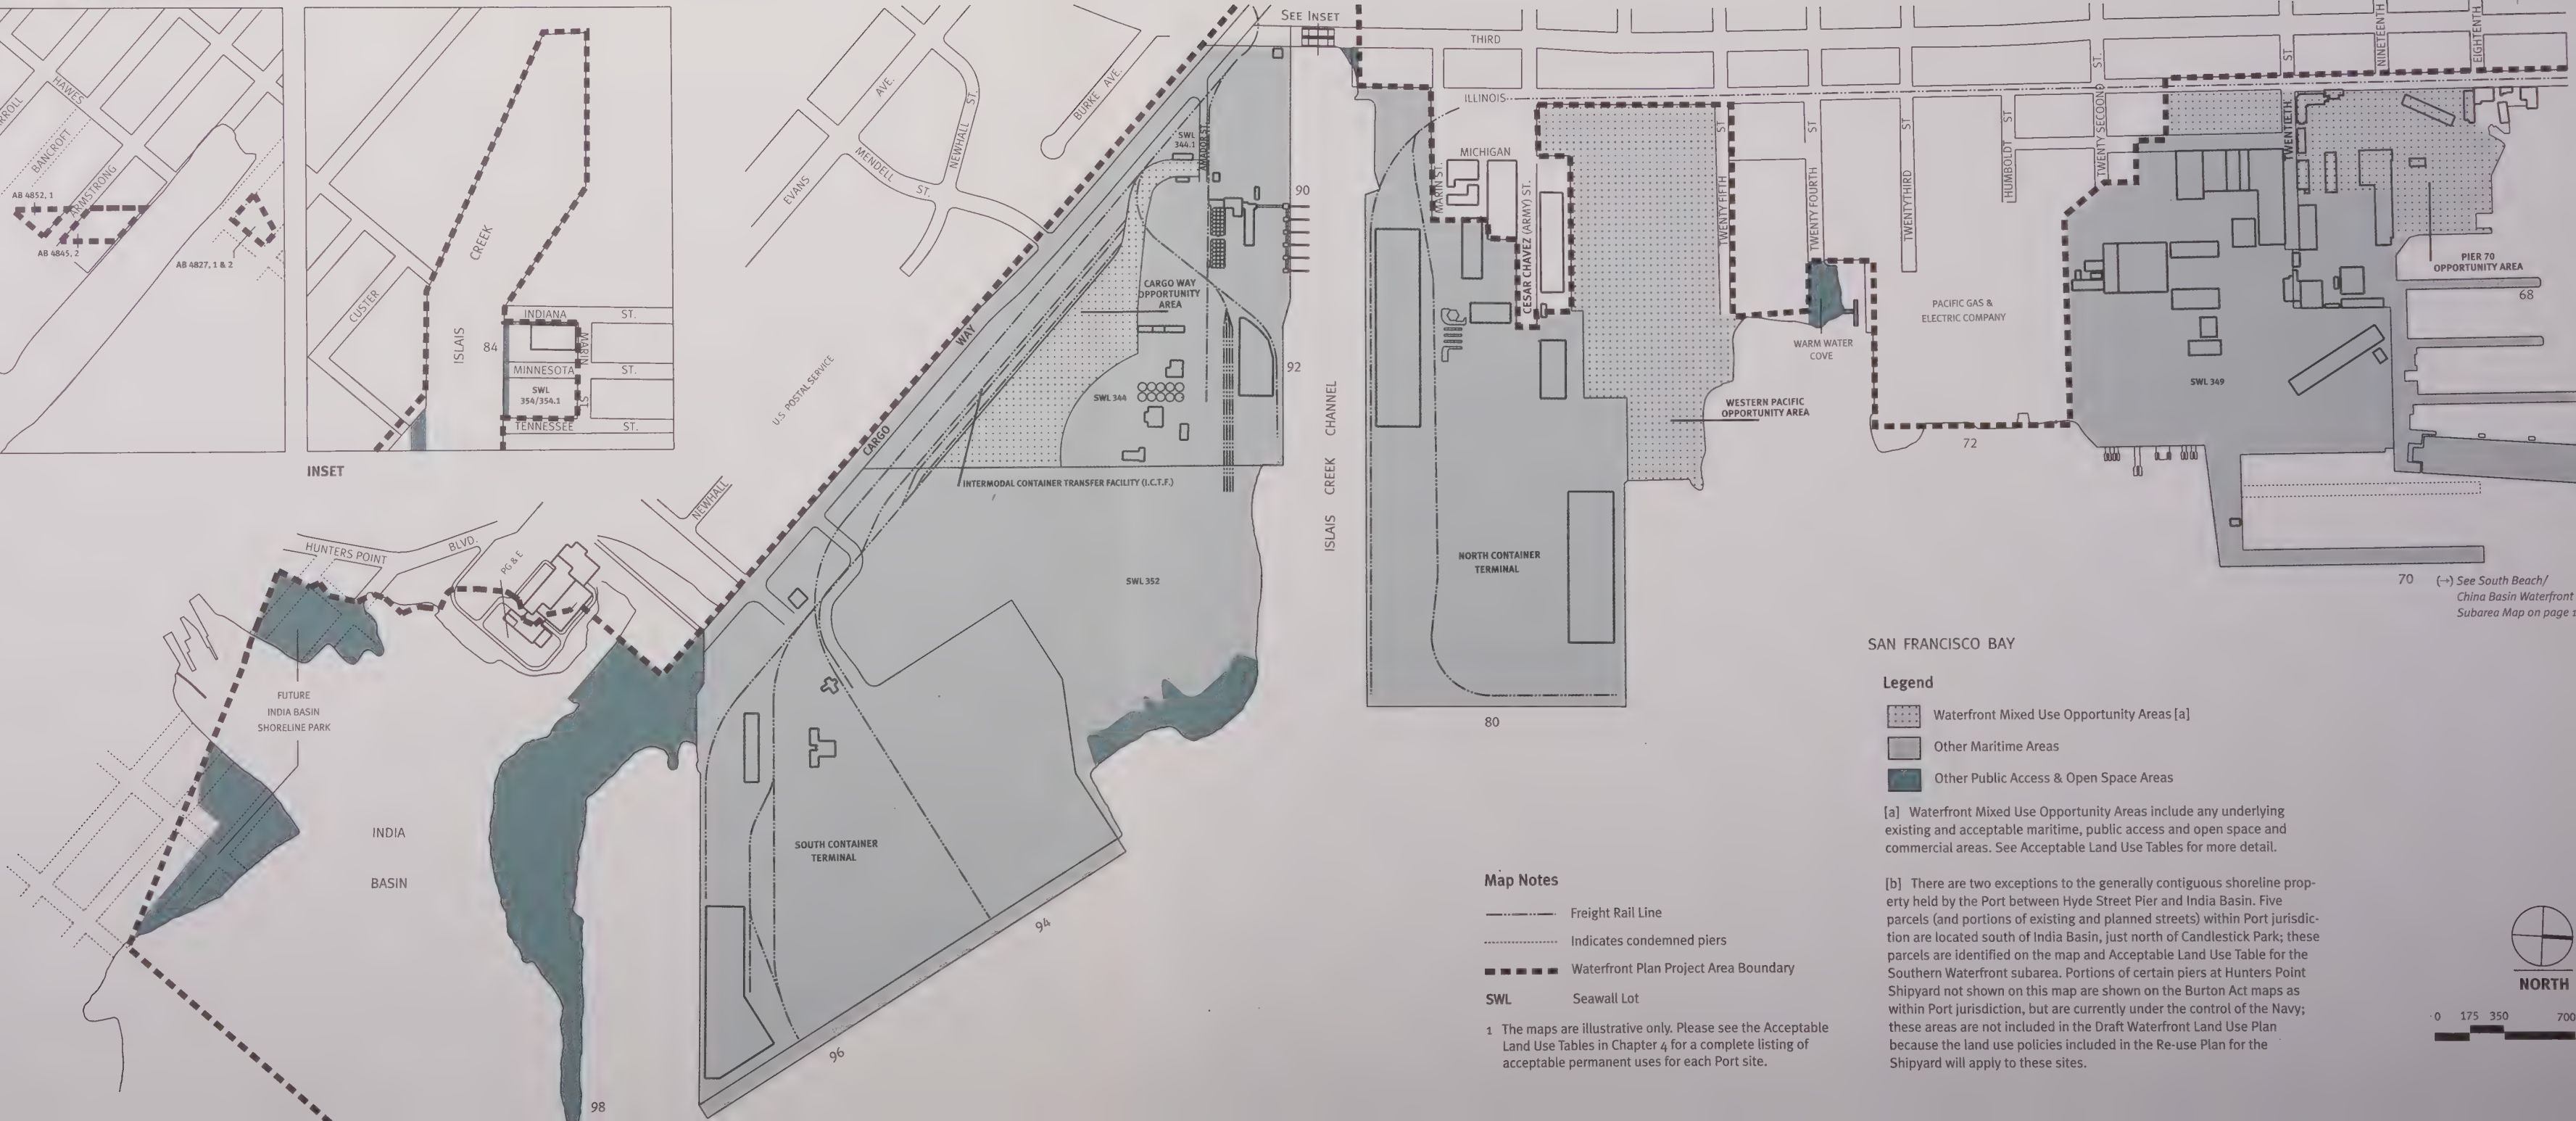 HAWES
BANCROFT
ARMSTRONG
AB 4852, 1
AB 4845, 2
AB 4827, 1 & 2
CREEK
CUSTER
ISLAIS
84
INDIANA ST.
MARIN
ST
MINNESOTA ST.
SWL
354/354.1
TENNESSEE ST.
INSET
EVANS
AVE.
MENDELL ST.
NEWHALL ST.
BURKE AVE.
U.S. POSTAL SERVICE
CARGO WAY
NEWHALL
SEE INSET
SWL
344.1
90
92
CARGO WAY
OPPORTUNITY
AREA
SWL 344
INTERMODAL CONTAINER TRANSFER FACILITY (I.C.T.F.)
SWL 352
ISLAIS CREEK CHANNEL
THIRD
ILLINOIS
MICHIGAN
MARIN ST.
CESAR CHAVEZ (ARMY) ST.
TWENTY FIFTH ST
TWENTY FOURTH ST
TWENTYTHIRD ST
HUMBOLDT ST
TWENTY SECOND ST.
TWENTIETH ST
NINETEENTH
EIGHTEENTH
WARM WATER
COVE
PACIFIC GAS &
ELECTRIC COMPANY
WESTERN PACIFIC
OPPORTUNITY AREA
72
SWL 349
PIER 70
OPPORTUNITY AREA
68
70
(→) See South Beach/
China Basin Waterfront
Subarea Map on page
NORTH CONTAINER
TERMINAL
80
HUNTERS POINT BLVD.
PG & E
FUTURE
INDIA BASIN
SHORELINE PARK
INDIA
BASIN
SOUTH CONTAINER
TERMINAL
94
96
98
SAN FRANCISCO BAY
Legend
Waterfront Mixed Use Opportunity Areas [a]
Other Maritime Areas
Other Public Access & Open Space Areas
[a] Waterfront Mixed Use Opportunity Areas include any underlying
existing and acceptable maritime, public access and open space and
commercial areas. See Acceptable Land Use Tables for more detail.
[b] There are two exceptions to the generally contiguous shoreline prop-
erty held by the Port between Hyde Street Pier and India Basin. Five
parcels (and portions of existing and planned streets) within Port jurisdic-
tion are located south of India Basin, just north of Candlestick Park; these
parcels are identified on the map and Acceptable Land Use Table for the
Southern Waterfront subarea. Portions of certain piers at Hunters Point
Shipyard not shown on this map are shown on the Burton Act maps as
within Port jurisdiction, but are currently under the control of the Navy;
these areas are not included in the Draft Waterfront Land Use Plan
because the land use policies included in the Re-use Plan for the
Shipyard will apply to these sites.
Map Notes
Freight Rail Line
Indicates condemned piers
Waterfront Plan Project Area Boundary
SWL Seawall Lot
1 The maps are illustrative only. Please see the Acceptable
Land Use Tables in Chapter 4 for a complete listing of
acceptable permanent uses for each Port site.
NORTH
0 175 350 700